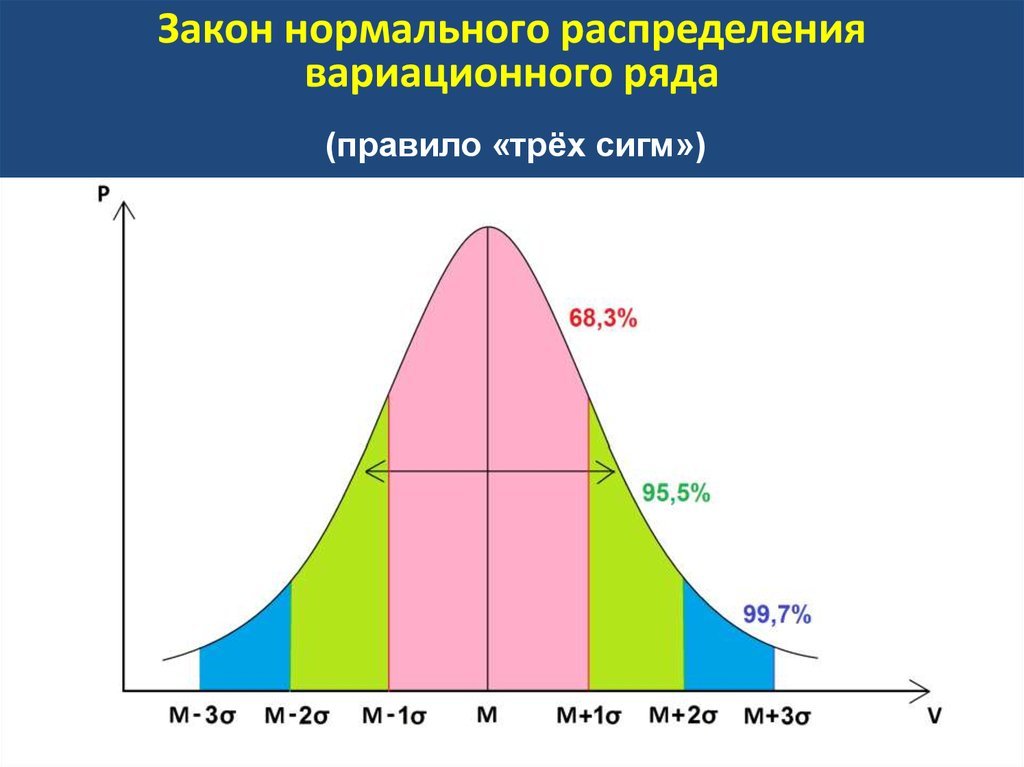 Закон нормального распределения
вариационного ряда
(правило «трёх сигм»)
P
68,3%
95,5%
99,7%
M-3σ M-2σ M-1σ M M+1σ M+2σ M+3σ V